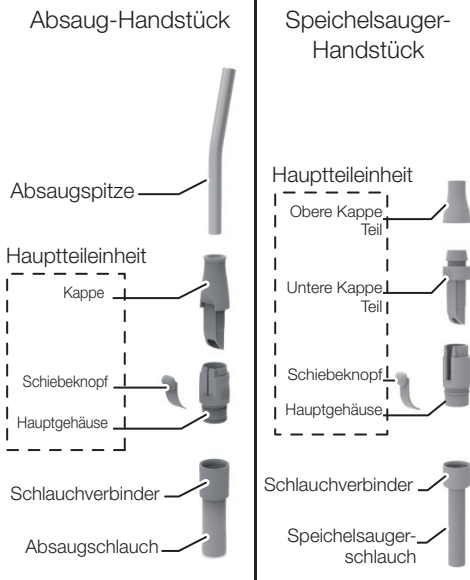 Absaug-Handstück
Absaugspitze
Hauptteileinheit
Kappe
Schiebeknopf
Hauptgehäuse
Schlauchverbinder
Absaugschlauch
Speichelsauger-
Handstück
Hauptteileinheit
Obere Kappe
Teil
Untere Kappe
Teil
Schiebeknopf
Hauptgehäuse
Schlauchverbinder
Speichelsauger-
schlauch